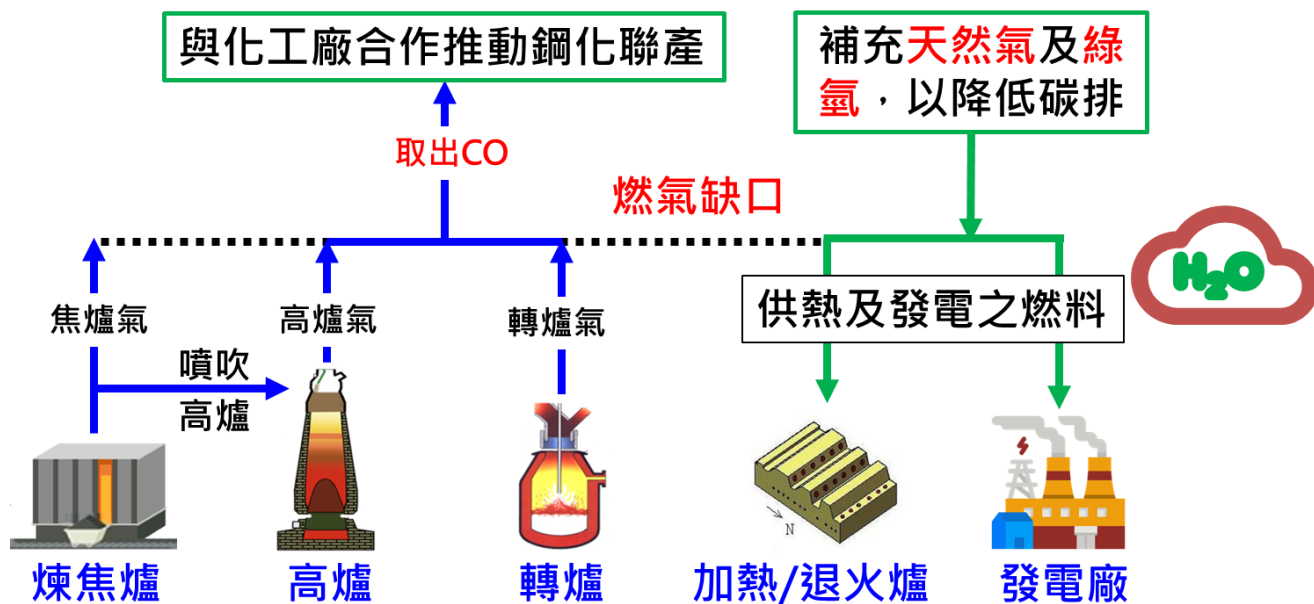 與化工廠合作推動鋼化聯產
補充天然氣及綠
氫，以降低碳排
取出CO
燃氣缺口
H2O
焦爐氣
高爐氣
轉爐氣
供熱及發電之燃料
噴吹
高爐
N
煉焦爐
高爐
轉爐
加熱/退火爐
發電廠